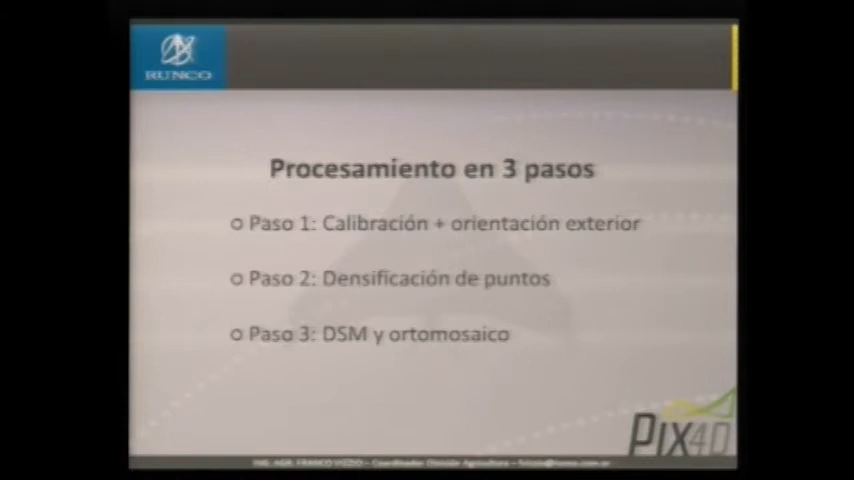 RUNCO
Procesamiento en 3 pasos
Paso 1: Calibración + orientación exterior
Paso 2: Densificación de puntos
Paso 3: DSM y ortomosaico
PIX4D